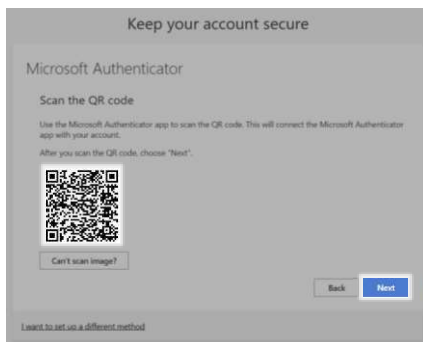 Keep your account secure
Microsoft Authenticator
Scan the QR code
Use the Microsoft Authenticator app to scan the QR code. This will connect the Microsoft Authenticator
app with your account.
After you scan the QR code, choose "Next".
Can't scan image?
Back Next
I want to set up a different method